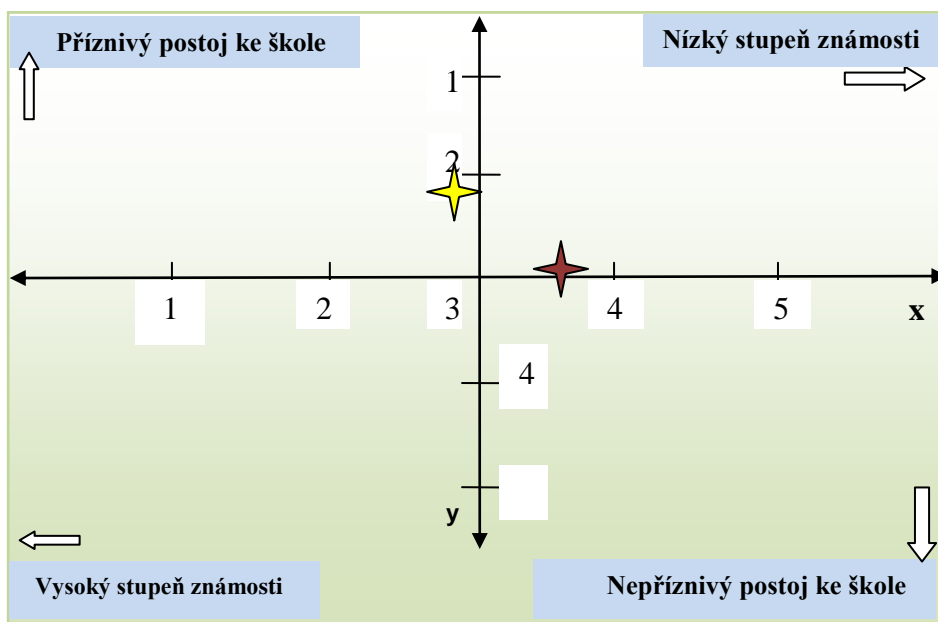 Příznivý postoj ke škole
Nízký stupeň známosti
1
2
1
2
3
4
5
x
4
y
Vysoký stupeň známosti
Nepříznivý postoj ke škole